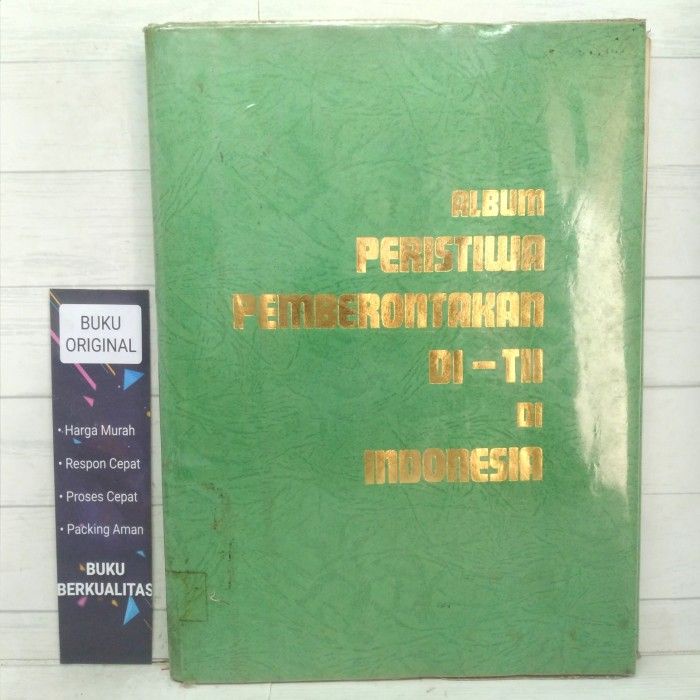 ALBUM
PERISTIWA
PEMBERONTAKAN
DI-TII
DI
INDONESIA
BUKU
ORIGINAL
• Harga Murah
• Respon Cepat
• Proses Cepat
• Packing Aman
BUKU
BERKUALITAS